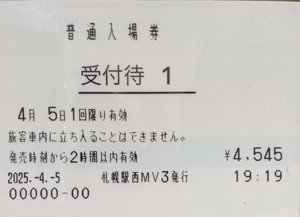 普通入場券
受付待 1
4月 5日1回限り有効
旅客車内に立ち入ることはできません。
発売時刻から2時間以内有効 ¥4,545
2025.-4.-5 札幌駅西MV3発行 19:19
00000-00